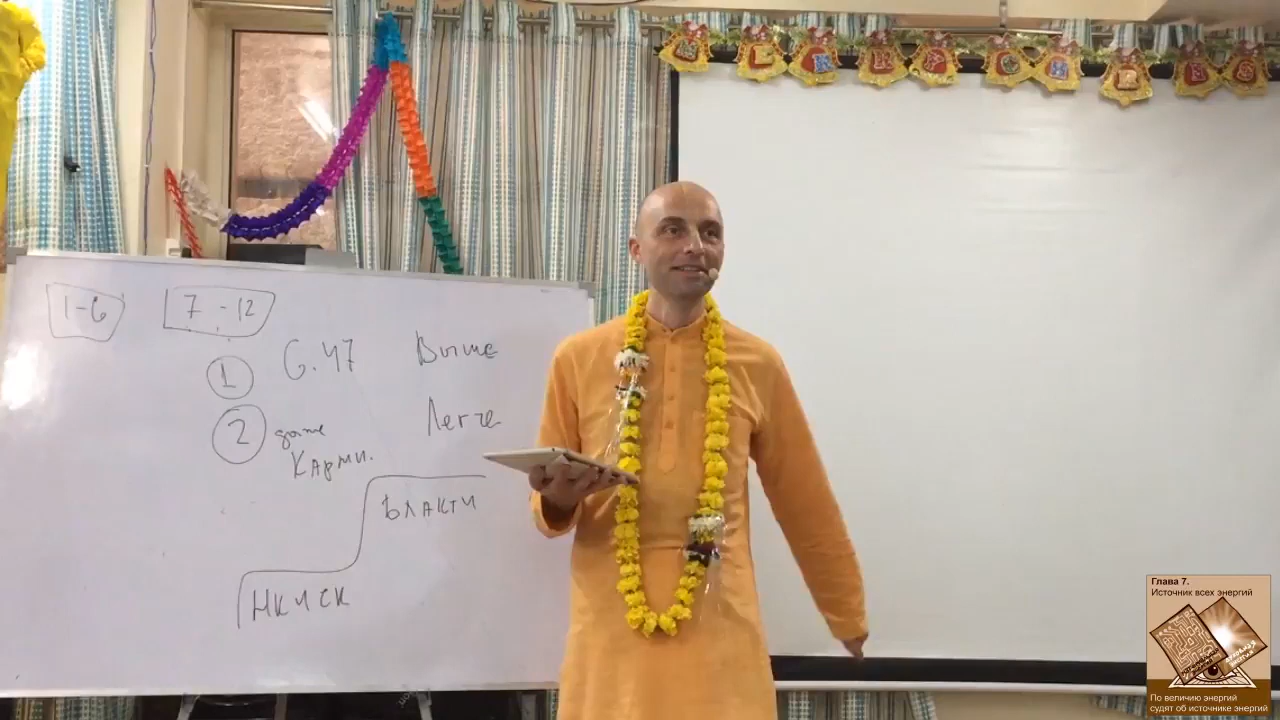 1-6 7-12
1 6.47 Выше
2 даже Легче
карми.
БХАКТИ
НКИСК
Глава 7.
Источник всех энергий
По величию энергий
судят об источнике энергий